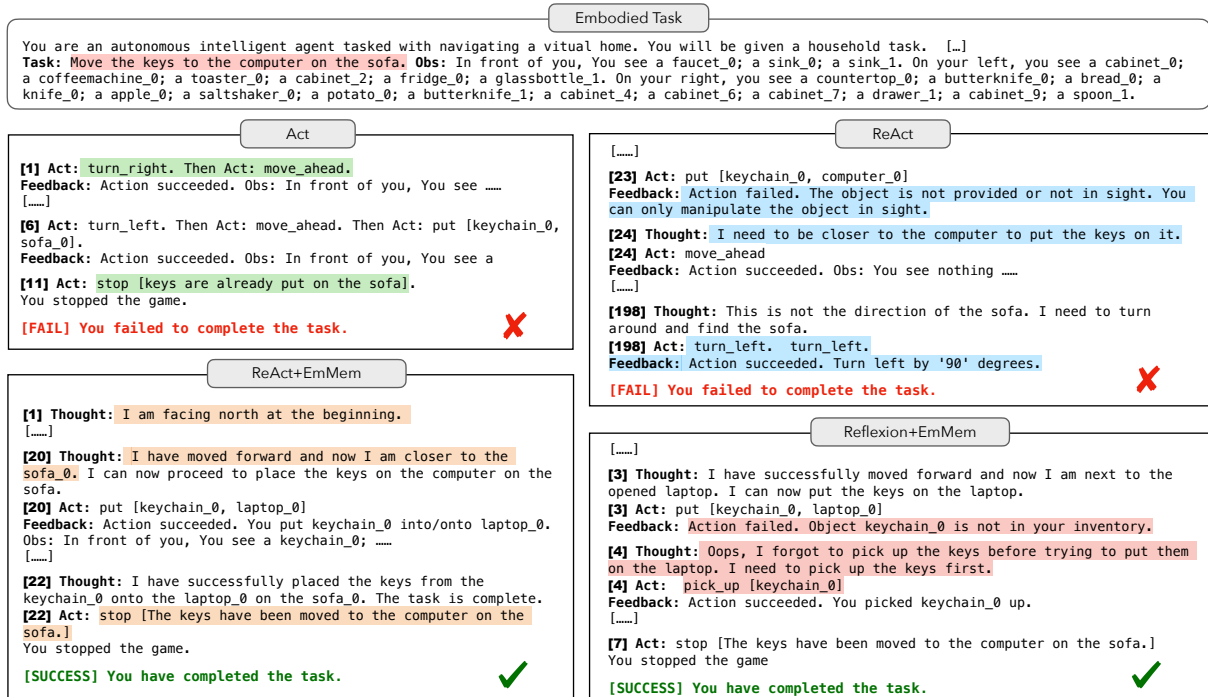 Embodied Task
You are an autonomous intelligent agent tasked with navigating a vitual home. You will be given a household task. […]
Task: Move the keys to the computer on the sofa. Obs: In front of you, You see a faucet_0; a sink_0; a sink_1. On your left, you see a cabinet_0;
a coffeemachine_0; a toaster_0; a cabinet_2; a fridge_0; a glassbottle_1. On your right, you see a countertop_0; a butterknife_0; a bread_0; a
knife_0; a apple_0; a saltshaker_0; a potato_0; a butterknife_1; a cabinet_4; a cabinet_6; a cabinet_7; a drawer_1; a cabinet_9; a spoon_1.
Act
[1] Act: turn_right. Then Act: move_ahead.
Feedback: Action succeeded. Obs: In front of you, You see ……
[……]
[6] Act: turn_left. Then Act: move_ahead. Then Act: put [keychain_0,
sofa_0].
Feedback: Action succeeded. Obs: In front of you, You see a
[11] Act: stop [keys are already put on the sofa].
You stopped the game.
[FAIL] You failed to complete the task.
ReAct
[……]
[23] Act: put [keychain_0, computer_0]
Feedback: Action failed. The object is not provided or not in sight. You
can only manipulate the object in sight.
[24] Thought: I need to be closer to the computer to put the keys on it.
[24] Act: move_ahead
Feedback: Action succeeded. Obs: You see nothing ……
[……]
[198] Thought: This is not the direction of the sofa. I need to turn
around and find the sofa.
[198] Act: turn_left. turn_left.
Feedback: Action succeeded. Turn left by '90' degrees.
[FAIL] You failed to complete the task.
ReAct+EmMem
[1] Thought: I am facing north at the beginning.
[……]
[20] Thought: I have moved forward and now I am closer to the
sofa_0. I can now proceed to place the keys on the computer on the
sofa.
[20] Act: put [keychain_0, laptop_0]
Feedback: Action succeeded. You put keychain_0 into/onto laptop_0.
Obs: In front of you, You see a keychain_0; ……
[……]
[22] Thought: I have successfully placed the keys from the
keychain_0 onto the laptop_0 on the sofa_0. The task is complete.
[22] Act: stop [The keys have been moved to the computer on the
sofa.]
You stopped the game.
[SUCCESS] You have completed the task.
Reflexion+EmMem
[……]
[3] Thought: I have successfully moved forward and now I am next to the
opened laptop. I can now put the keys on the laptop.
[3] Act: put [keychain_0, laptop_0]
Feedback: Action failed. Object keychain_0 is not in your inventory.
[4] Thought: Oops, I forgot to pick up the keys before trying to put them
on the laptop. I need to pick up the keys first.
[4] Act: pick_up [keychain_0]
Feedback: Action succeeded. You picked keychain_0 up.
[……]
[7] Act: stop [The keys have been moved to the computer on the sofa.]
You stopped the game
[SUCCESS] You have completed the task.